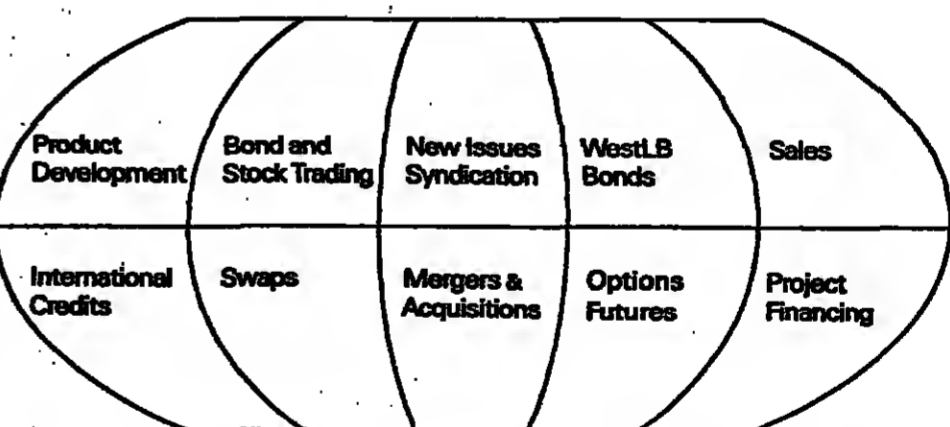 Product
Development
Bond and
Stock Trading
New Issues
Syndication
WestLB
Bonds
Sales
International
Credits
Swaps
Mergers &
Acquisitions
Options
Futures
Project
Financing